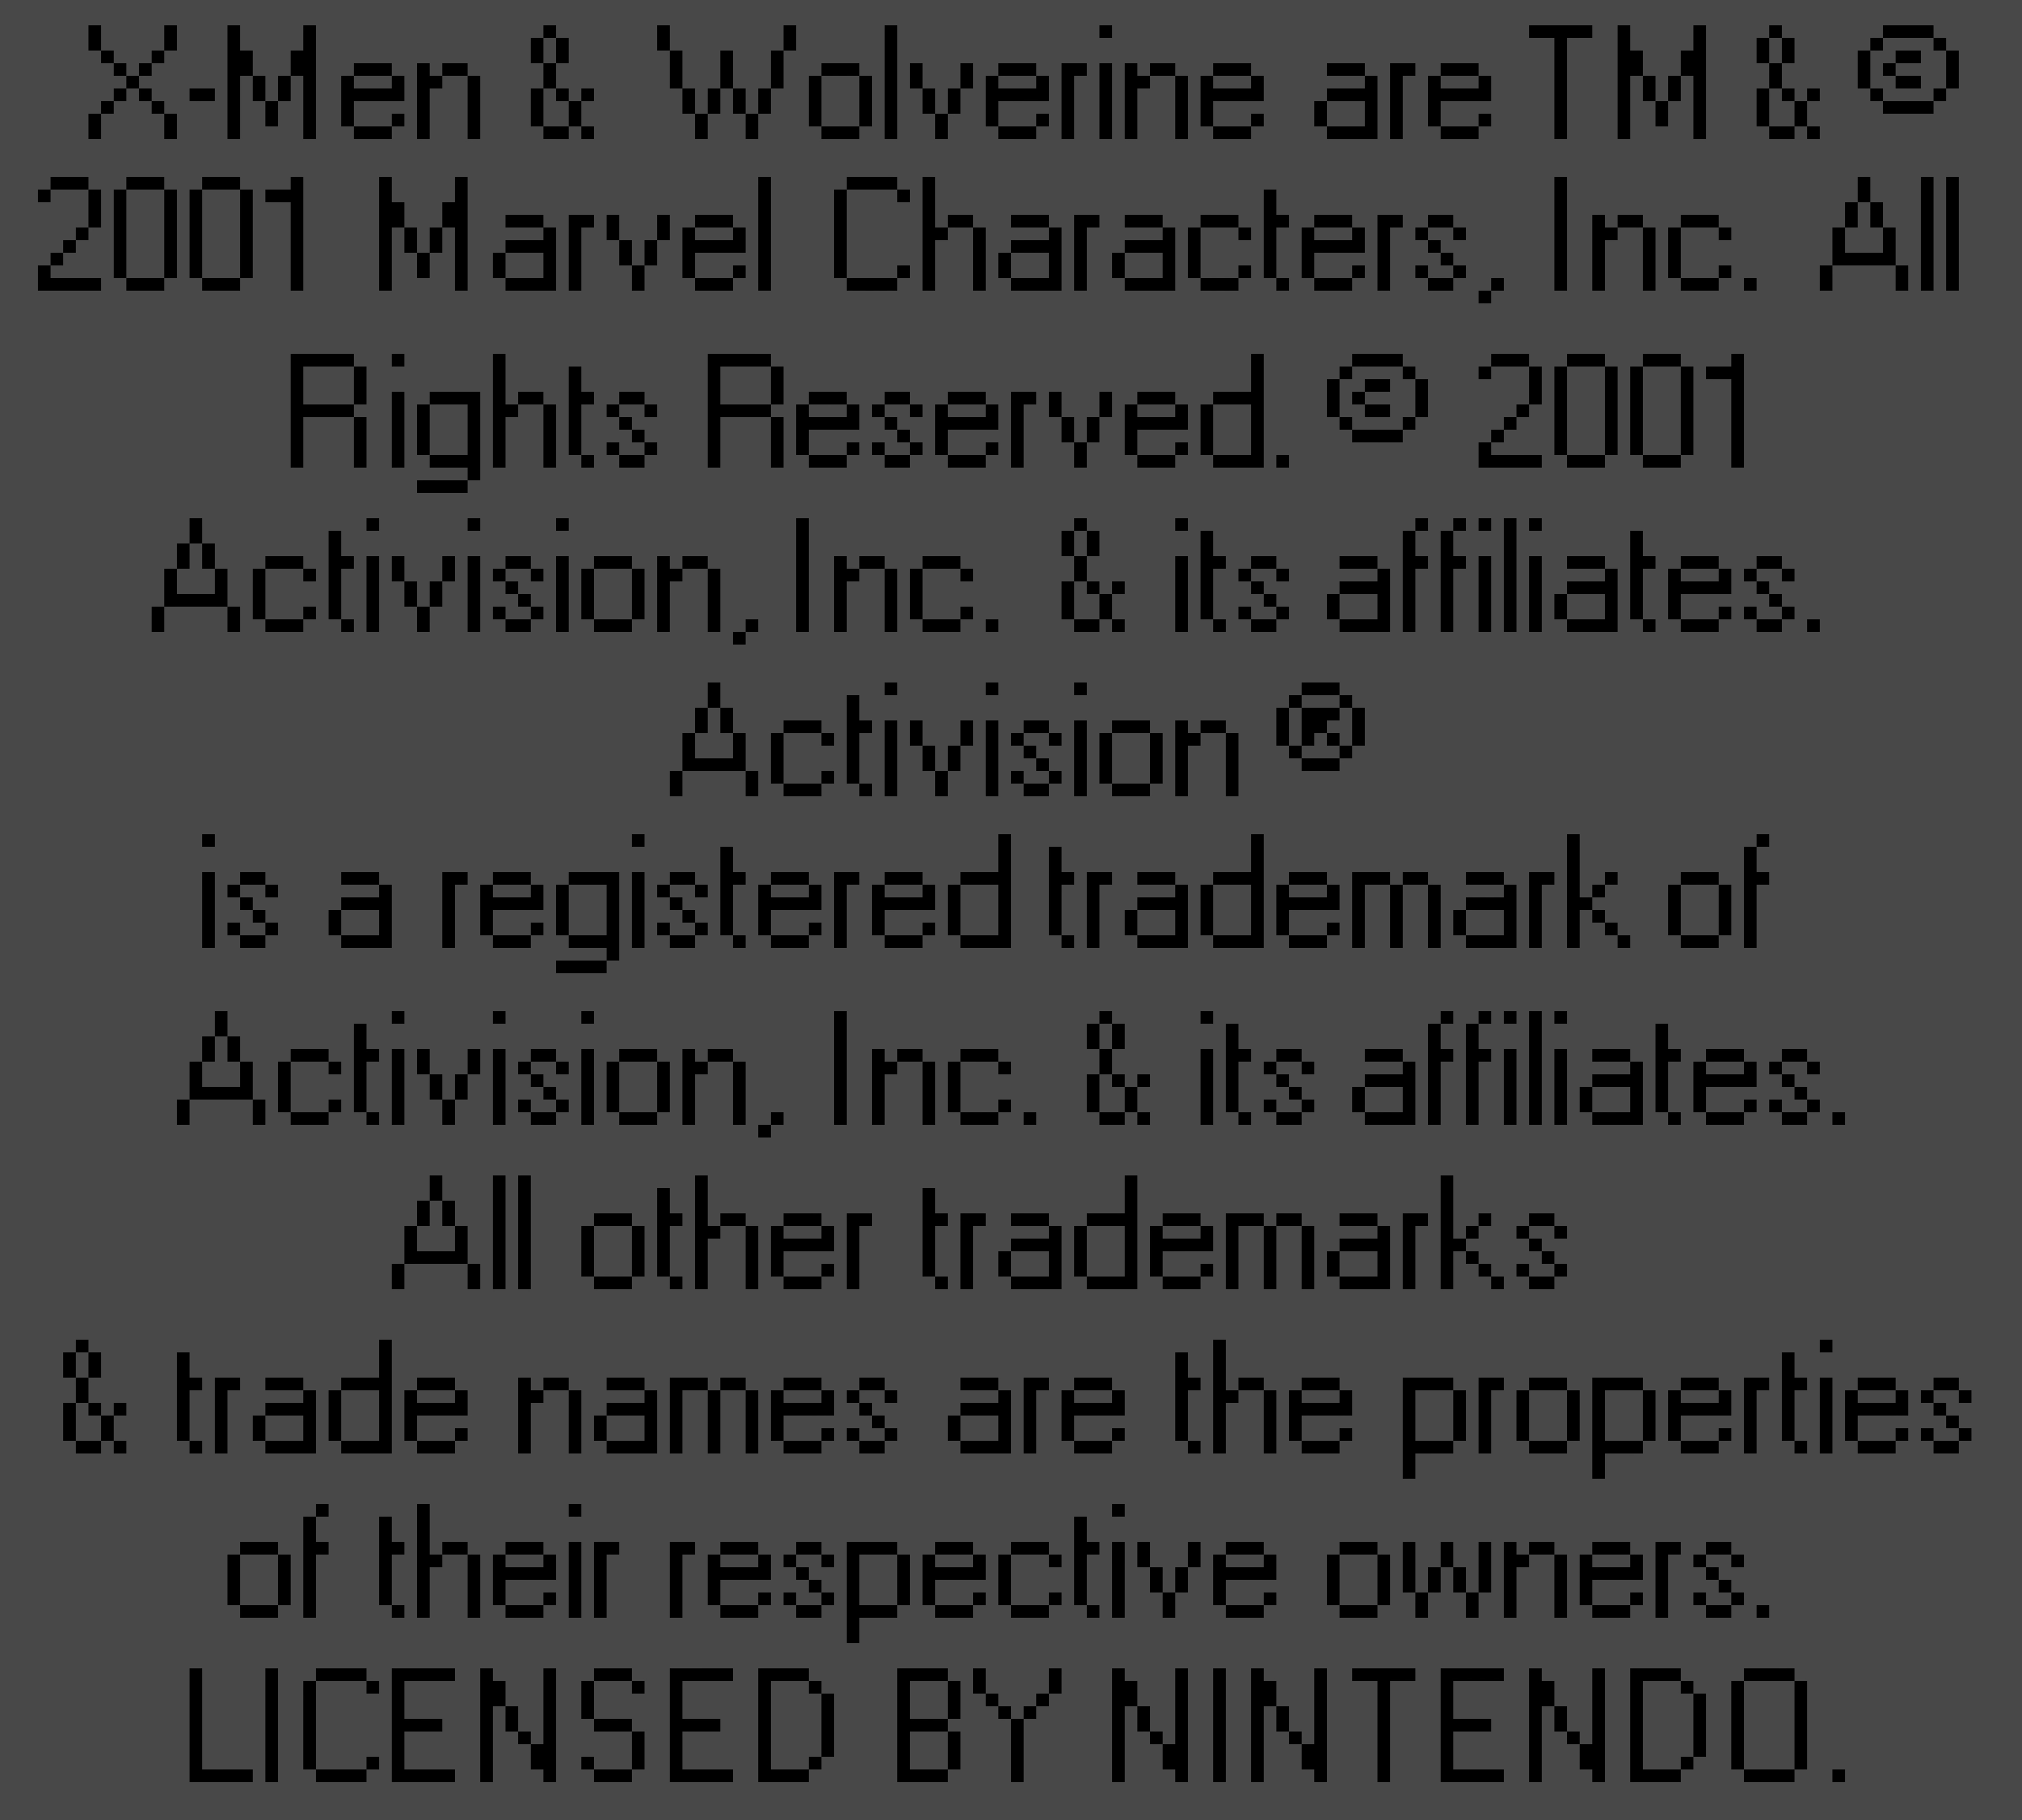 X-Men & Wolverine are TM & ©
2001 Marvel Characters, Inc. All
Rights Reserved. © 2001
Activision, Inc. & its affiliates.
Activision ®
is a registered trademark of
Activision, Inc. & its affiliates.
All other trademarks
& trade names are the properties
of their respective owners.
LICENSED BY NINTENDO.